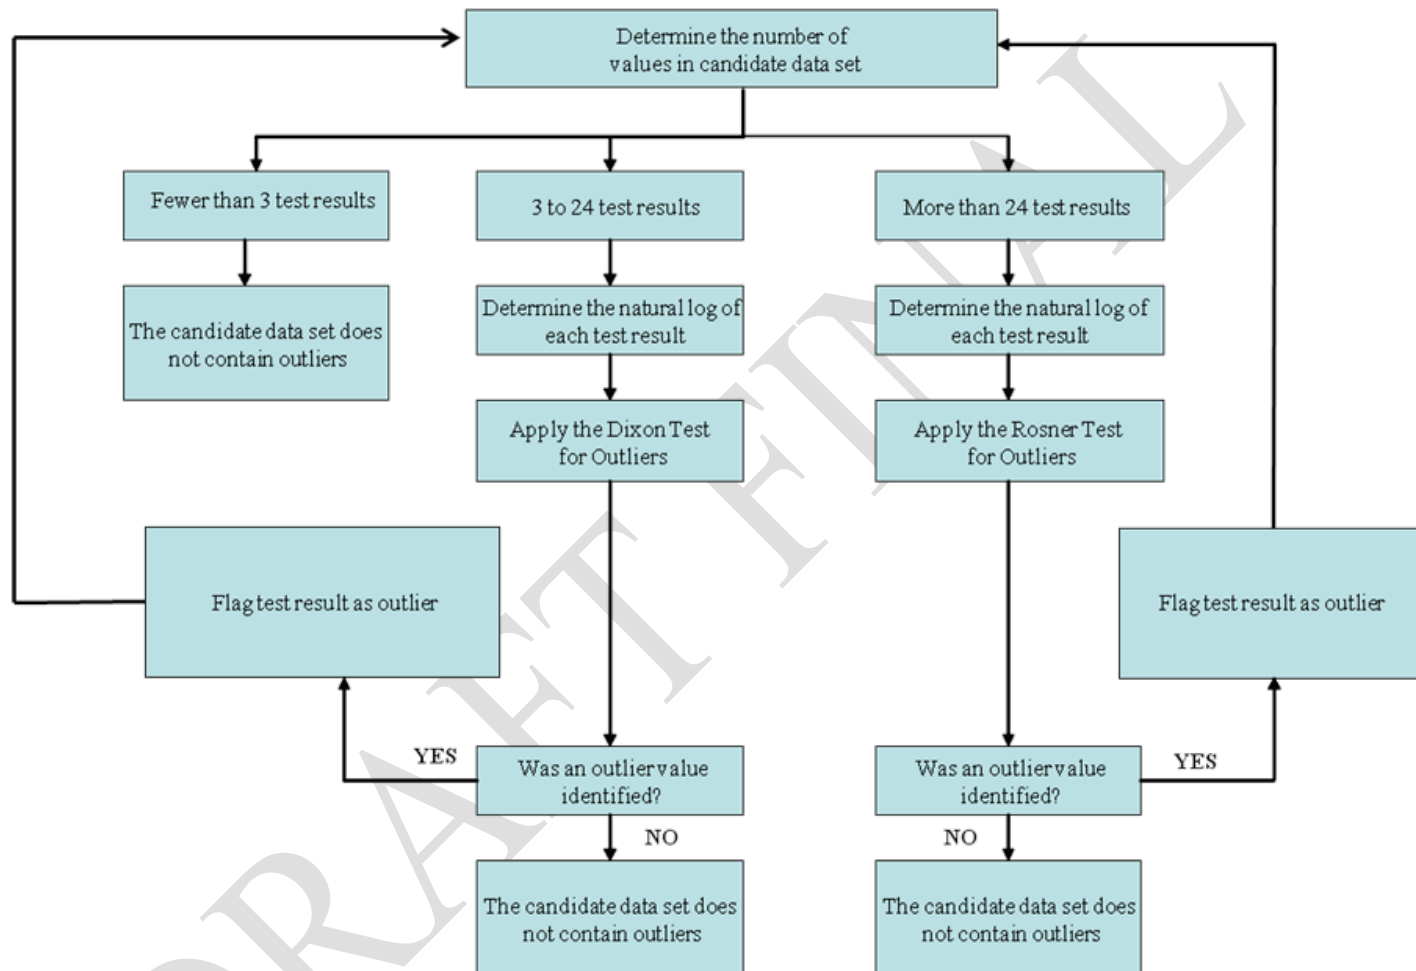 Determine the number of
values in candidate data set
Fewer than 3 test results
3 to 24 test results
More than 24 test results
The candidate data set does
not contain outliers
Determine the natural log of
each test result
Determine the natural log of
each test result
Apply the Dixon Test
for Outliers
Apply the Rosner Test
for Outliers
Flag test result as outlier
Flag test result as outlier
YES
Was an outlier value
identified?
Was an outlier value
identified?
YES
NO
NO
The candidate data set does
not contain outliers
The candidate data set does
not contain outliers
DRAFT FINAL